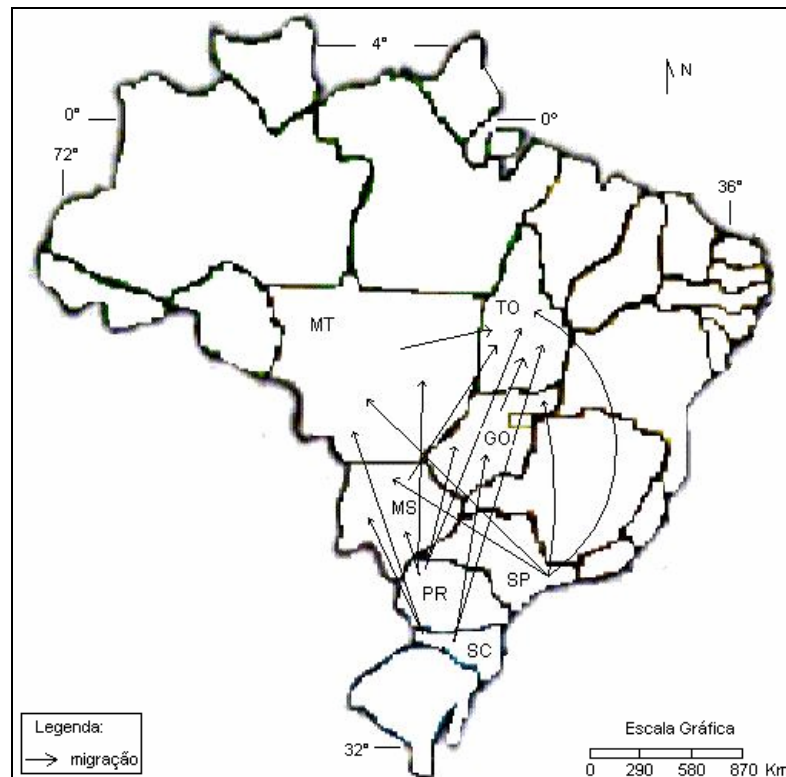 4°
N
0°
0°
72°
36°
TO
MT
GO
MS
SP
PR
SC
Legenda:
migração
32°
Escala Gráfica
0 290 580 870 Km